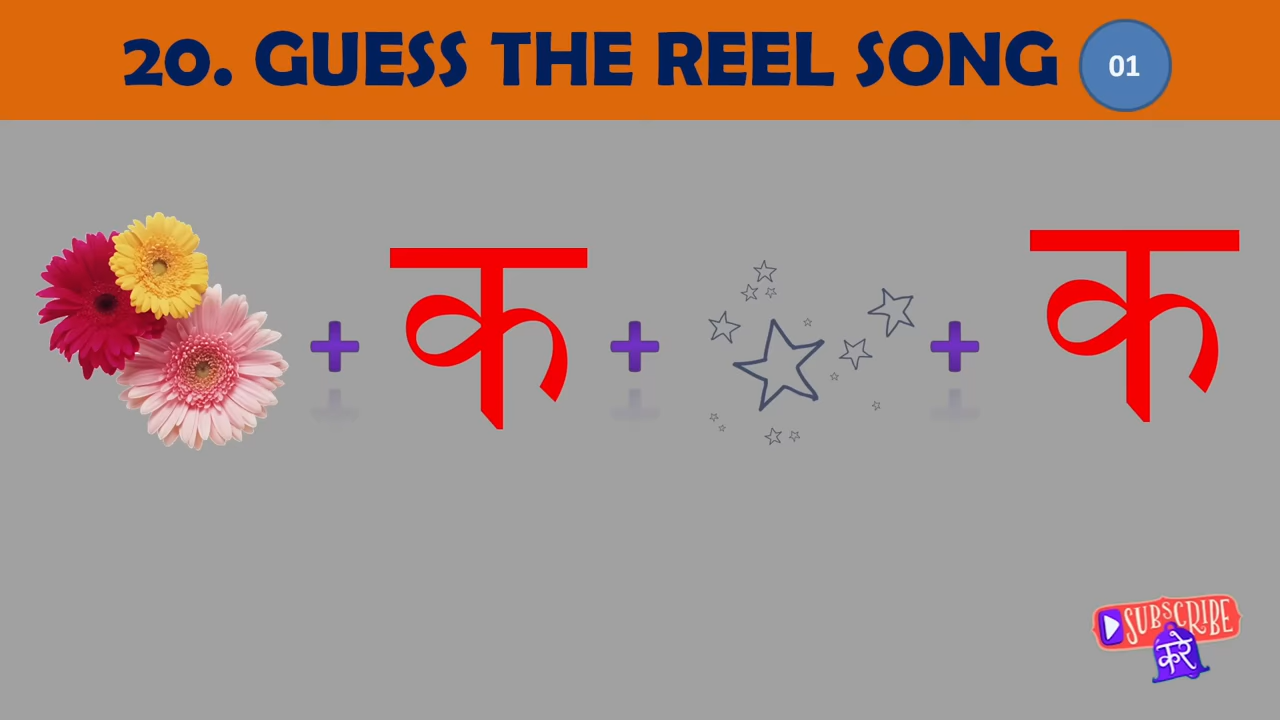 20. GUESS THE REEL SONG 01
क क
SUBSCRIBE
करे